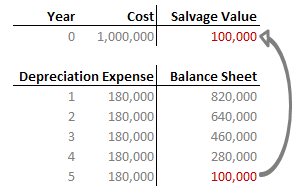 Year Cost Salvage Value
0 1,000,000 100,000
Depreciation Expense Balance Sheet
1 180,000 820,000
2 180,000 640,000
3 180,000 460,000
4 180,000 280,000
5 180,000 100,000